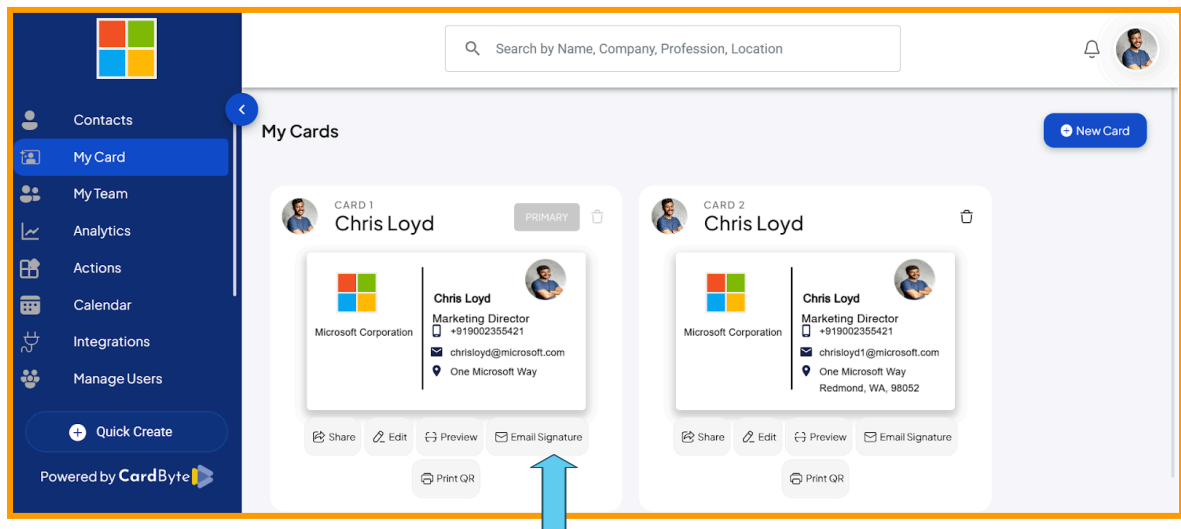 Search by Name, Company, Profession, Location
Contacts
My Card
My Team
Analytics
Actions
Calendar
Integrations
Manage Users
Quick Create
Powered by CardByte
My Cards
New Card
CARD 1
Chris Loyd
PRIMARY
Microsoft Corporation
Chris Loyd
Marketing Director
+919002355421
chrisloyd@microsoft.com
One Microsoft Way
Share
Edit
Preview
Email Signature
Print QR
CARD 2
Chris Loyd
Microsoft Corporation
Chris Loyd
Marketing Director
+919002355421
chrisloyd1@microsoft.com
One Microsoft Way
Redmond, WA, 98052
Share
Edit
Preview
Email Signature
Print QR